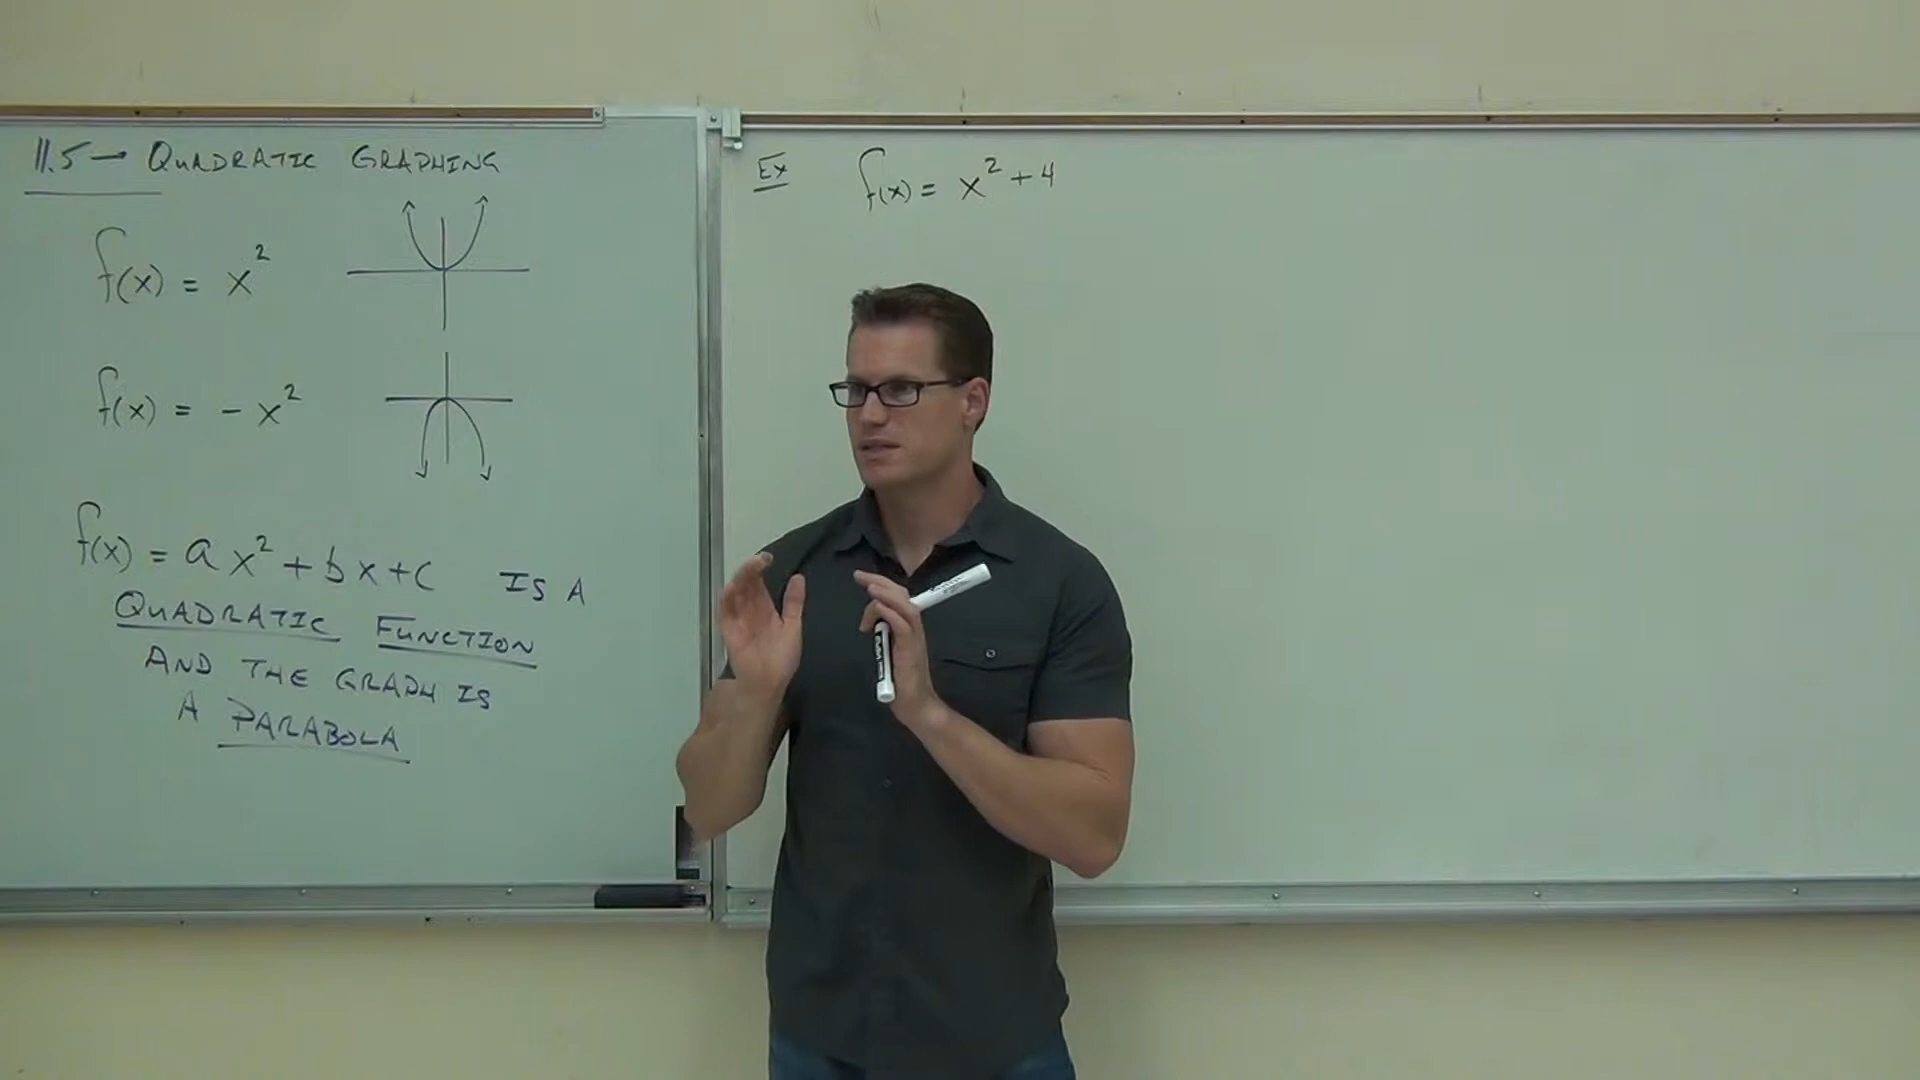 11.5 → QUADRATIC GRAPHING
f(x) = x²
f(x) = - x²
f(x) = ax² + bx + c IS A
QUADRATIC FUNCTION
AND THE GRAPH IS
A PARABOLA
Ex f(x) = x² + 4